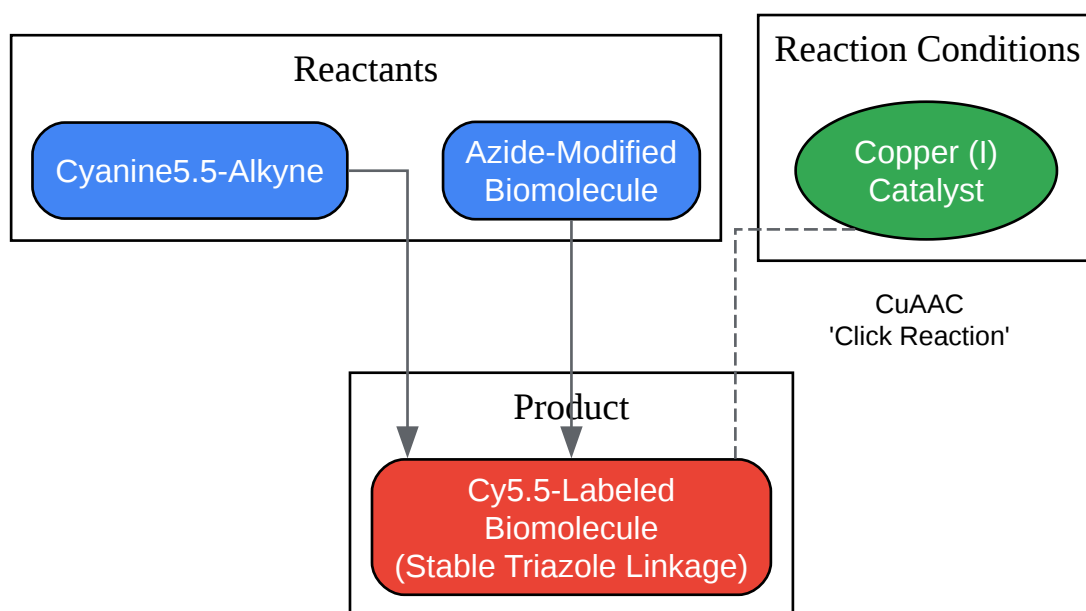 Reactants
Reaction Conditions
Cyanine5.5-Alkyne
Azide-Modified
Biomolecule
Copper (I)
Catalyst
CuAAC
'Click Reaction'
Product
Cy5.5-Labeled
Biomolecule
(Stable Triazole Linkage)